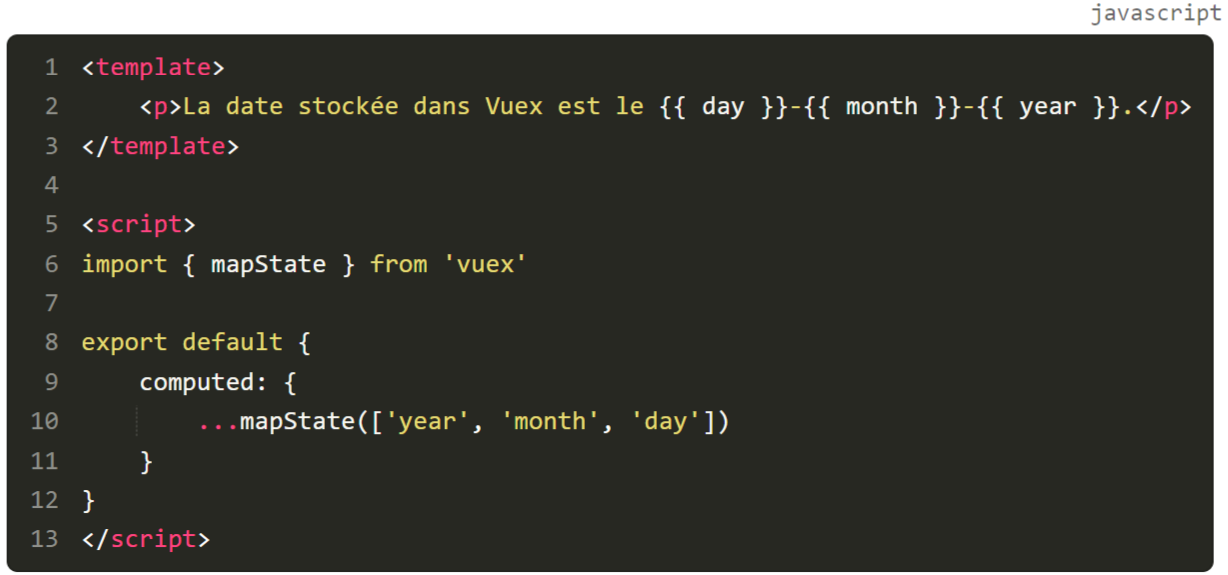 javascript
1 <template>
2     <p>La date stockée dans Vuex est le {{ day }}-{{ month }}-{{ year }}.</p>
3 </template>
4
5 <script>
6 import { mapState } from 'vuex'
7
8 export default {
9     computed: {
10         ...mapState(['year', 'month', 'day'])
11     }
12 }
13 </script>